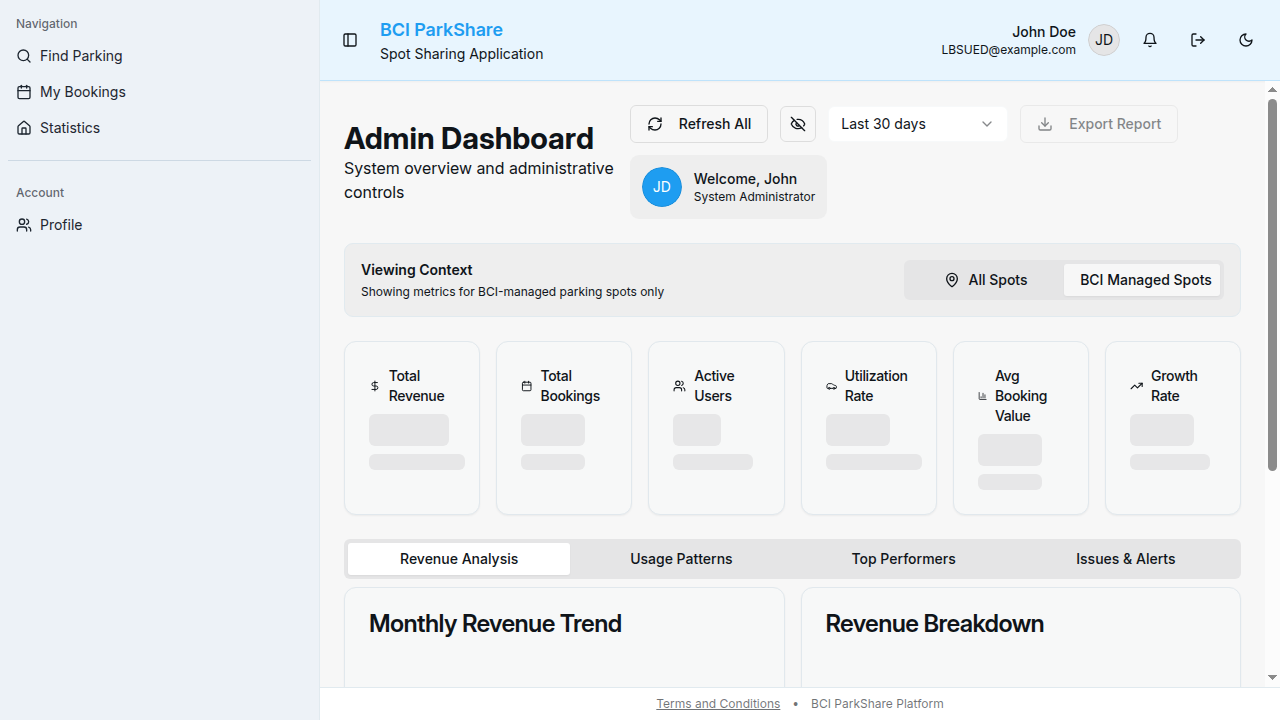 Navigation
Find Parking
My Bookings
Statistics
Account
Profile
BCI ParkShare
Spot Sharing Application
John Doe
LBSUED@example.com
JD
Admin Dashboard
System overview and administrative
controls
Refresh All
Last 30 days
Export Report
JD
Welcome, John
System Administrator
Viewing Context
Showing metrics for BCI-managed parking spots only
All Spots
BCI Managed Spots
Total
Revenue
Total
Bookings
Active
Users
Utilization
Rate
Avg
Booking
Value
Growth
Rate
Revenue Analysis
Usage Patterns
Top Performers
Issues & Alerts
Monthly Revenue Trend
Revenue Breakdown
Terms and Conditions • BCI ParkShare Platform